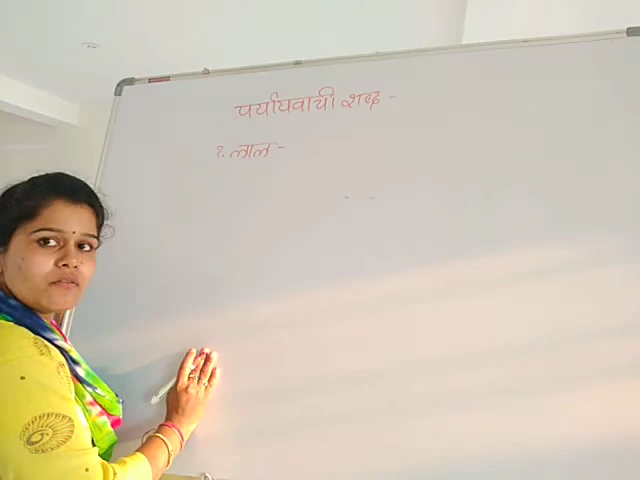 पर्यायवाची शब्द -
१. लाल -